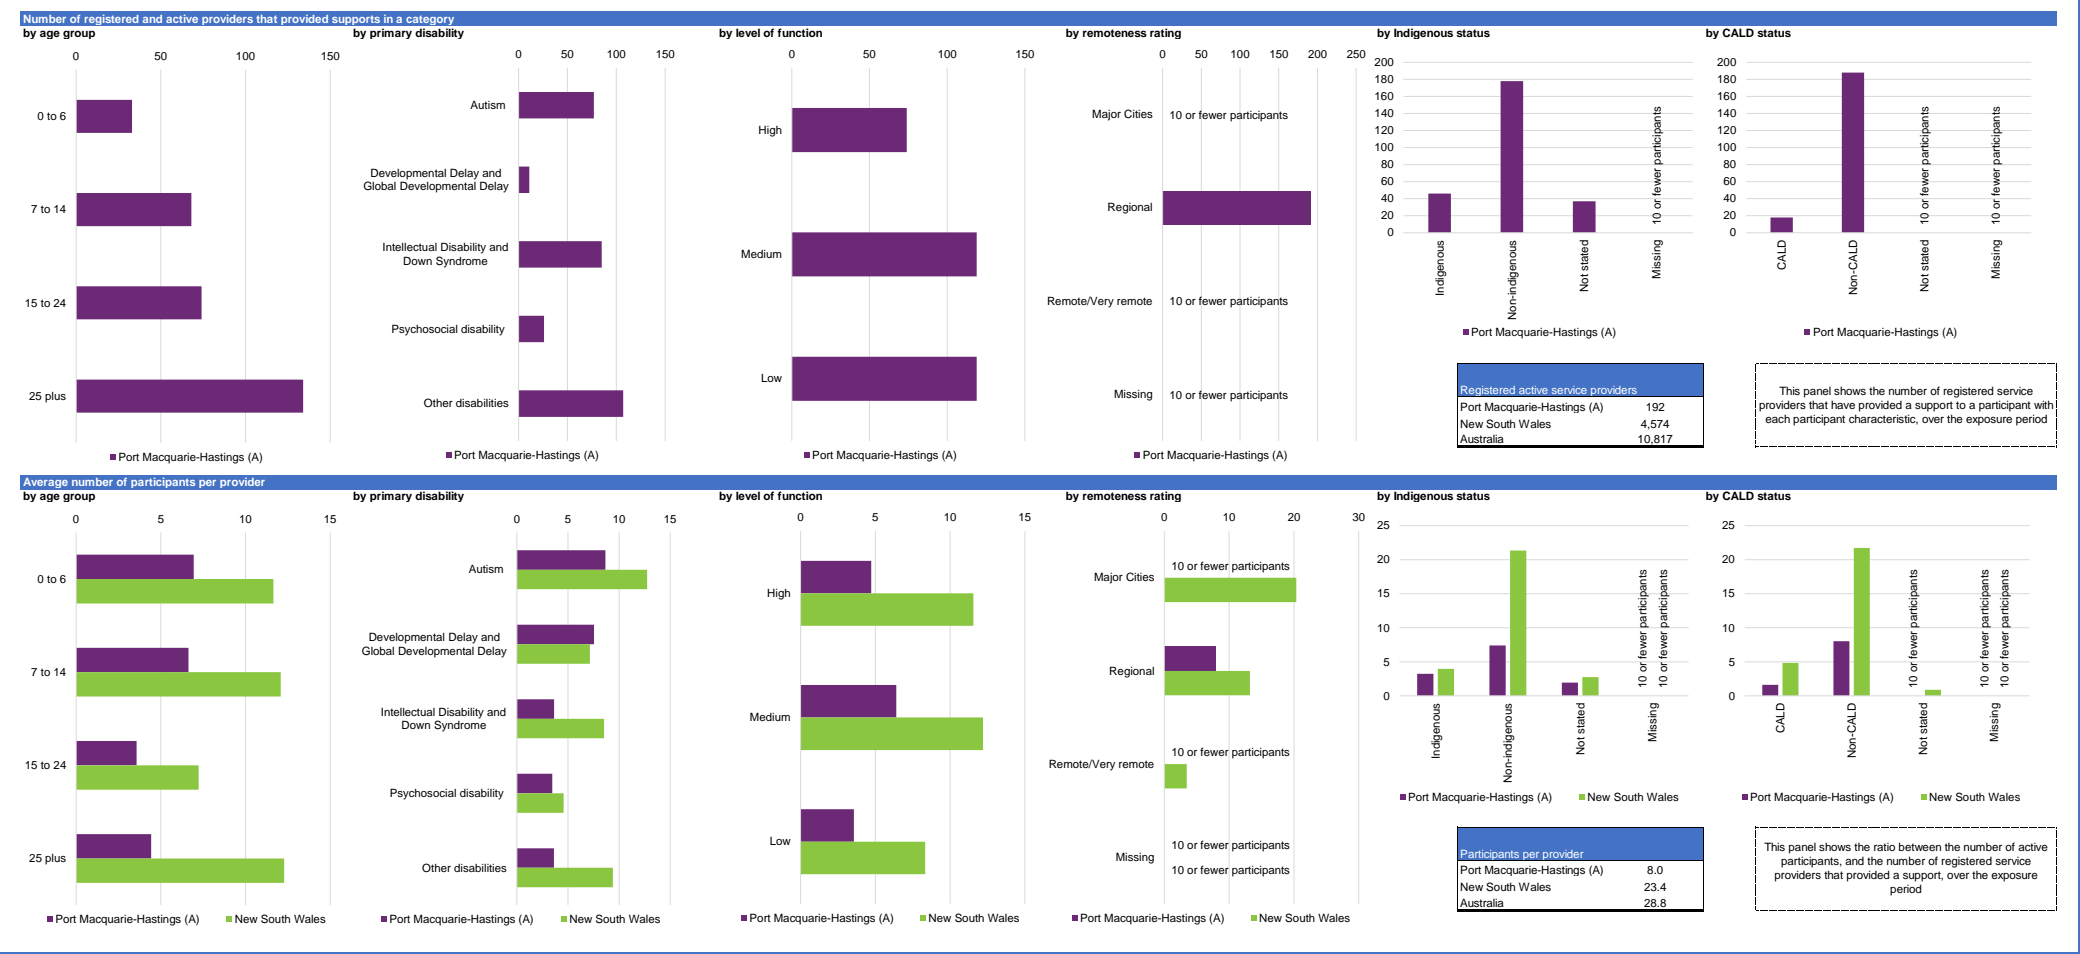 Number of registered and active providers that provided supports in a category
by age group
0 50 100 150
0 to 6
7 to 14
15 to 24
25 plus
Port Macquarie-Hastings (A)
by primary disability
0 50 100 150
Autism
Developmental Delay and
Global Developmental Delay
Intellectual Disability and
Down Syndrome
Psychosocial disability
Other disabilities
Port Macquarie-Hastings (A)
by level of function
0 50 100 150
High
Medium
Low
Port Macquarie-Hastings (A)
by remoteness rating
0 50 100 150 200 250
Major Cities 10 or fewer participants
Regional
Remote/Very remote 10 or fewer participants
Missing 10 or fewer participants
Port Macquarie-Hastings (A)
by Indigenous status
200
180
160
140
120
100
80
60
40
20
0
10 or fewer participants
Indigenous
Non-indigenous
Not stated
Missing
Port Macquarie-Hastings (A)
by CALD status
200
180
160
140
120
100
80
60
40
20
0
10 or fewer participants
10 or fewer participants
CALD
Non-CALD
Not stated
Missing
Port Macquarie-Hastings (A)
Registered active service providers
Port Macquarie-Hastings (A) 192
New South Wales 4,574
Australia 10,817
This panel shows the number of registered service
providers that have provided a support to a participant with
each participant characteristic, over the exposure period
Average number of participants per provider
by age group
0 5 10 15
0 to 6
7 to 14
15 to 24
25 plus
Port Macquarie-Hastings (A) New South Wales
by primary disability
0 5 10 15
Autism
Developmental Delay and
Global Developmental Delay
Intellectual Disability and
Down Syndrome
Psychosocial disability
Other disabilities
Port Macquarie-Hastings (A) New South Wales
by level of function
0 5 10 15
High
Medium
Low
Port Macquarie-Hastings (A) New South Wales
by remoteness rating
0 10 20 30
10 or fewer participants
Major Cities
Regional
10 or fewer participants
Remote/Very remote
10 or fewer participants
Missing
10 or fewer participants
Port Macquarie-Hastings (A) New South Wales
by Indigenous status
25
20
15
10
5
0
10 or fewer participants
10 or fewer participants
Indigenous
Non-indigenous
Not stated
Missing
Port Macquarie-Hastings (A) New South Wales
by CALD status
25
20
15
10
5
0
10 or fewer participants
10 or fewer participants
10 or fewer participants
CALD
Non-CALD
Not stated
Missing
Port Macquarie-Hastings (A) New South Wales
Participants per provider
Port Macquarie-Hastings (A) 8.0
New South Wales 23.4
Australia 28.8
This panel shows the ratio between the number of active
participants, and the number of registered service
providers that provided a support, over the exposure
period